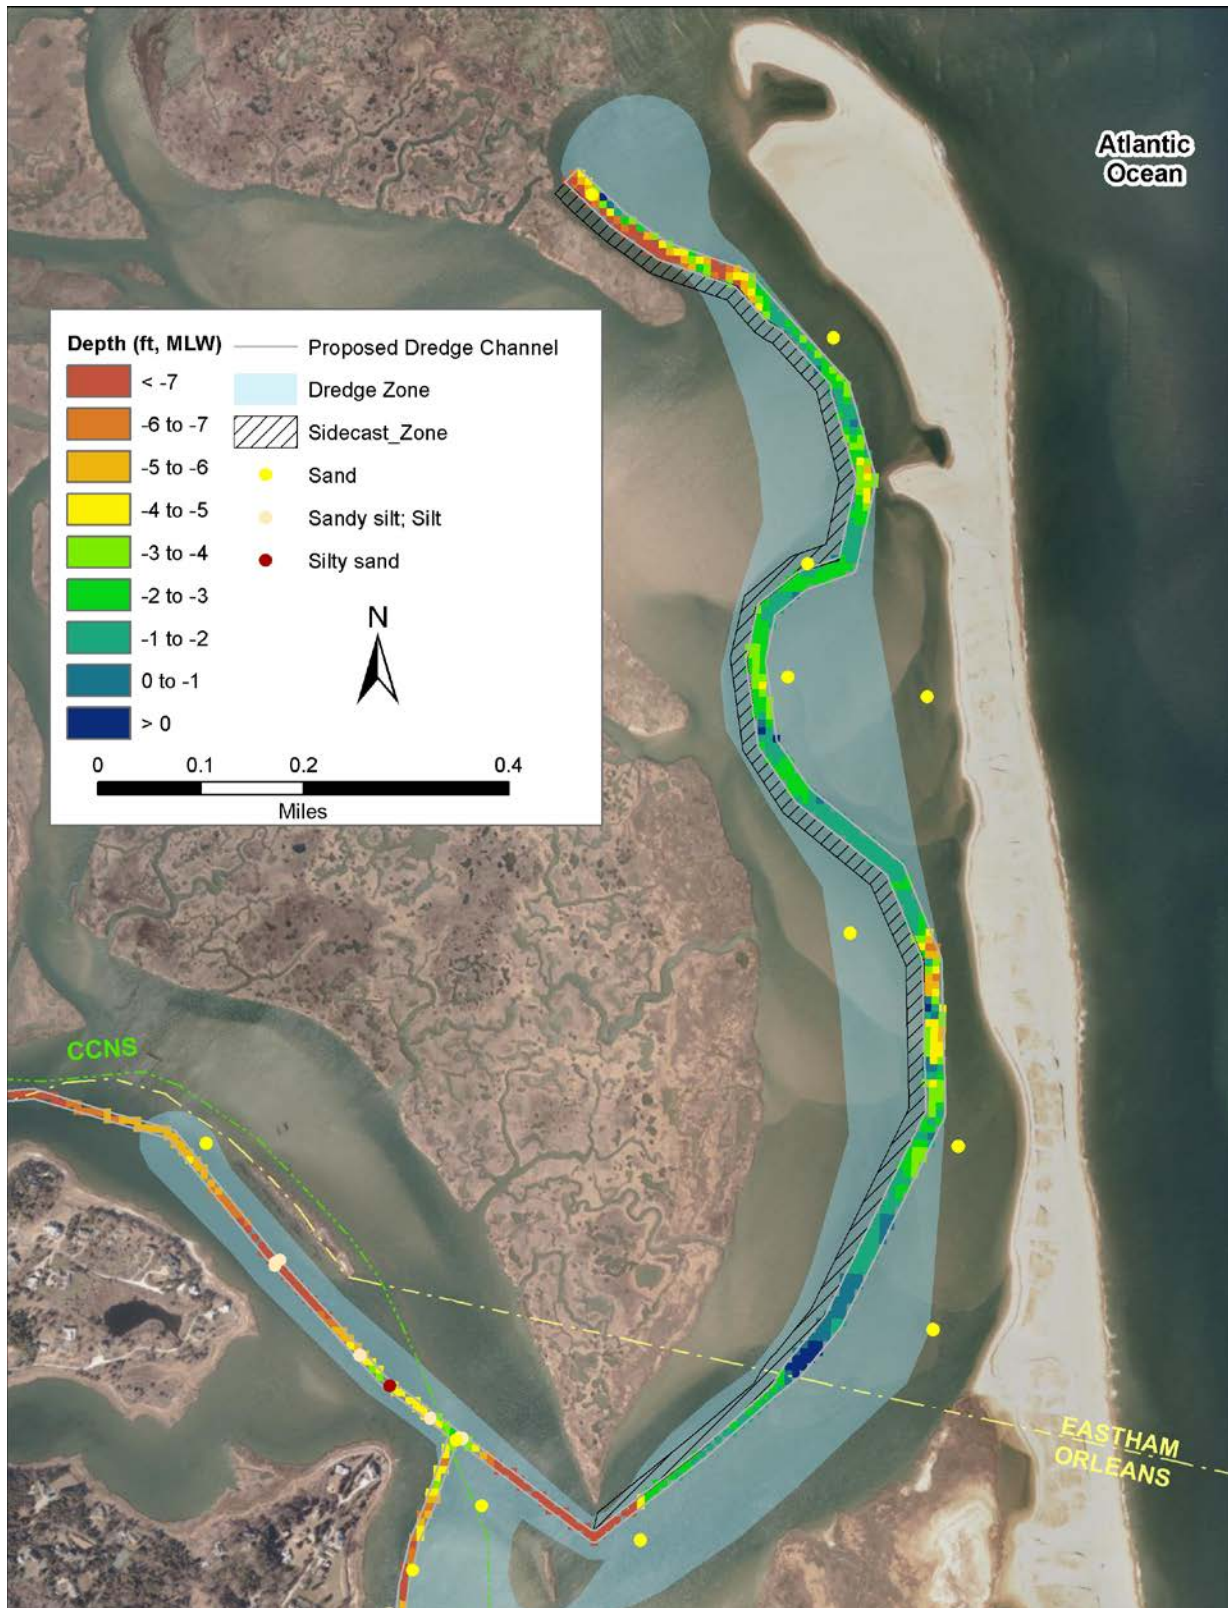 Atlantic
Ocean
Depth (ft, MLW)
< -7
-6 to -7
-5 to -6
-4 to -5
-3 to -4
-2 to -3
-1 to -2
0 to -1
> 0
Proposed Dredge Channel
Dredge Zone
Sidecast_Zone
Sand
Sandy silt; Silt
Silty sand
N
0 0.1 0.2 0.4
Miles
CCNS
EASTHAM
ORLEANS